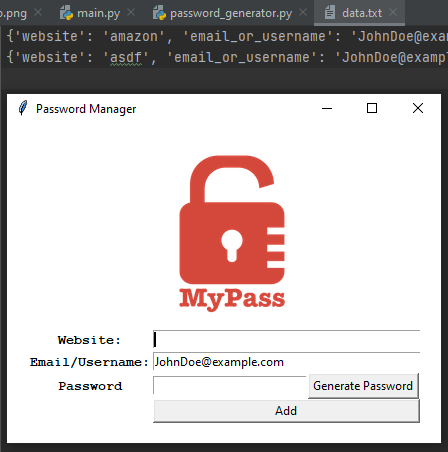 o.png main.py password_generator.py data.txt
{'website': 'amazon', 'email_or_username': 'JohnDoe@exam
{'website': 'asdf', 'email_or_username': 'JohnDoe@exampl
Password Manager
MyPass
Website:
Email/Username: JohnDoe@example.com
Password Generate Password
Add